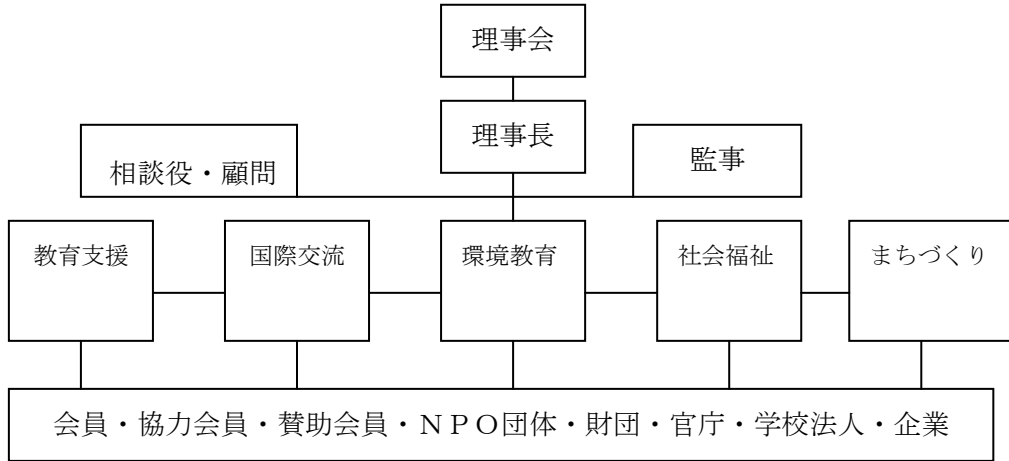 理事会
理事長
相談役・顧問
監事
教育支援
国際交流
環境教育
社会福祉
まちづくり
会員・協力会員・賛助会員・ＮＰＯ団体・財団・官庁・学校法人・企業